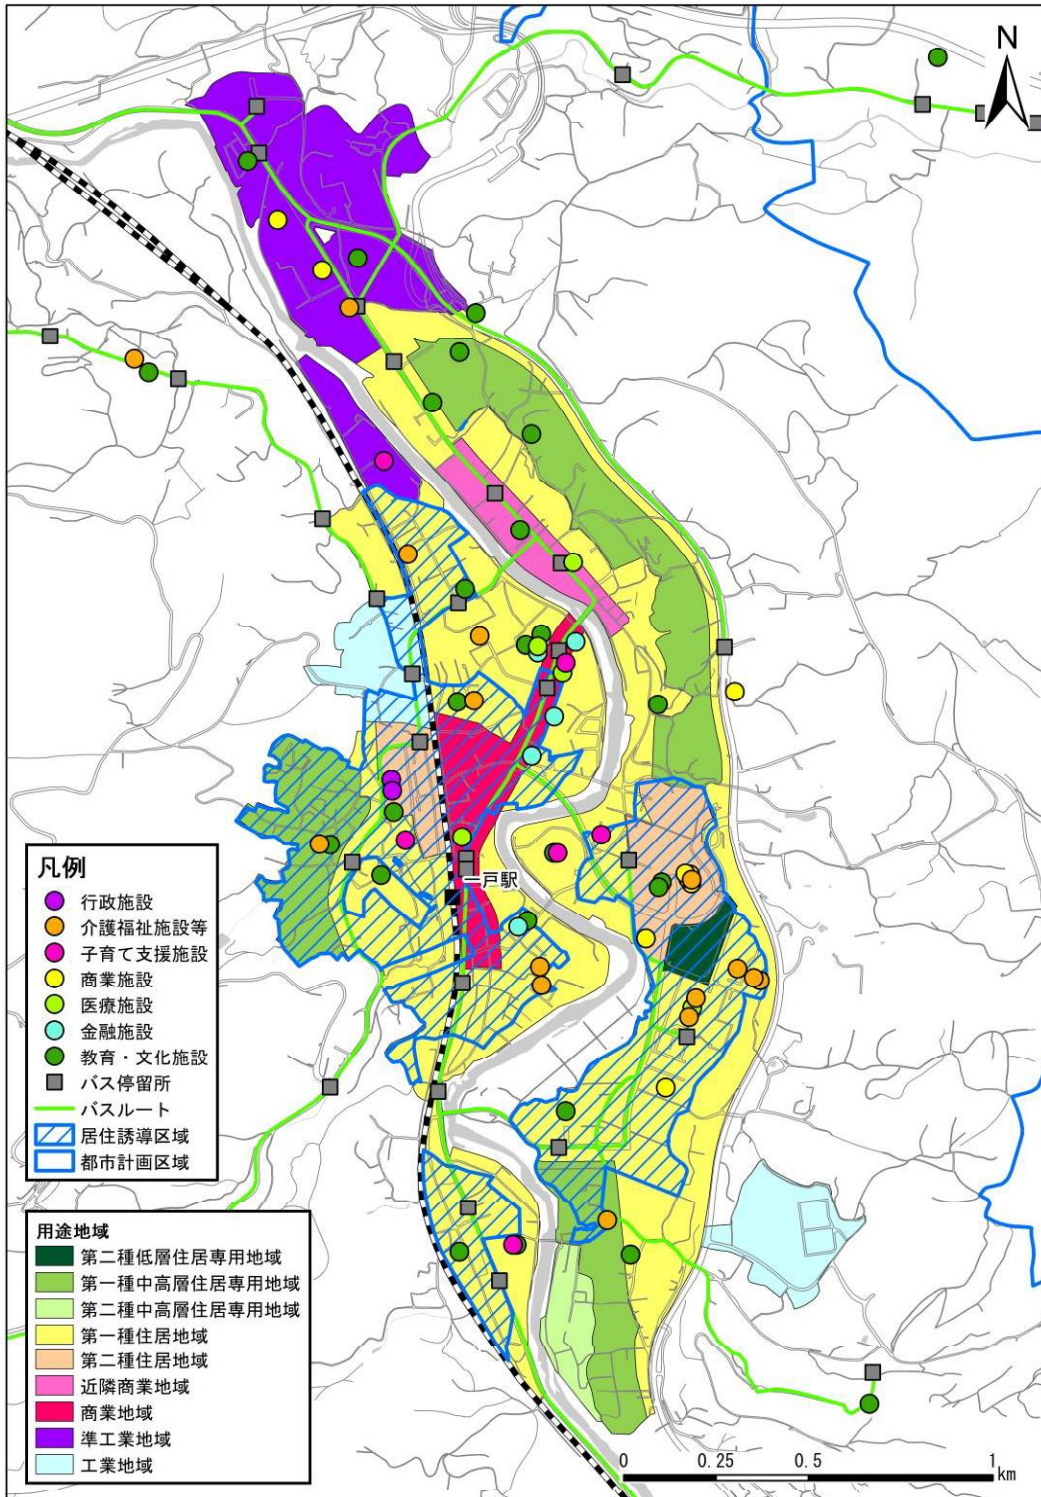 N
一戸駅
凡例
行政施設
介護福祉施設等
子育て支援施設
商業施設
医療施設
金融施設
教育・文化施設
バス停留所
バスルート
居住誘導区域
都市計画区域
用途地域
第二種低層住居専用地域
第一種中高層住居専用地域
第二種中高層住居専用地域
第一種住居地域
第二種住居地域
近隣商業地域
商業地域
準工業地域
工業地域
0 0.25 0.5 1
km